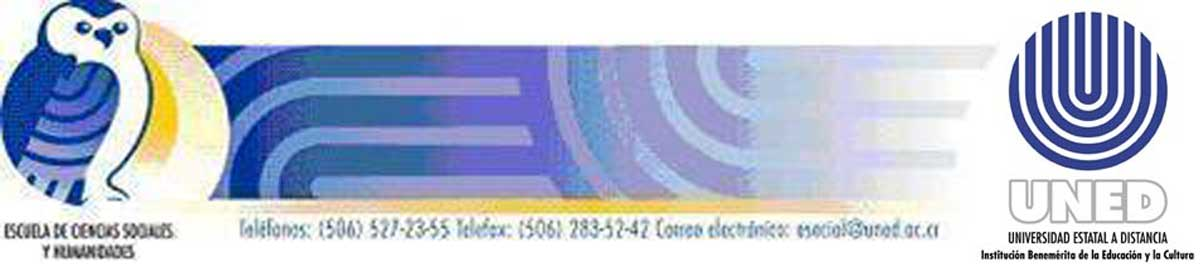 ESCUELA DE CIENCIAS SOCIALES
Y HUMANIDADES
Teléfonos: (506) 527-23-55 Telefax: (506) 283-52-42 Correo electrónico: esocial@uned.ac.cr
UNED
UNIVERSIDAD ESTATAL A DISTANCIA
Institución Benemérita de la Educación y la Cultura